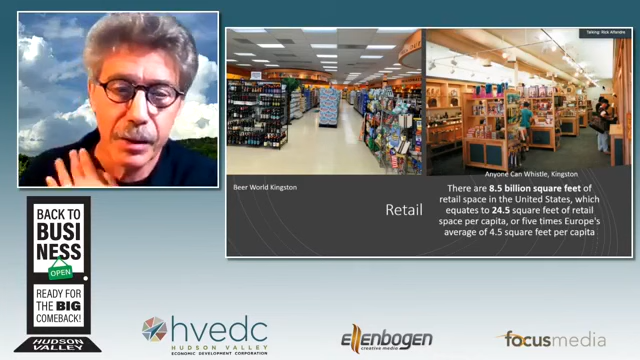 Talking: Rick Alfandre
Beer World Kingston
Anyone Can Whistle, Kingston
Retail
There are 8.5 billion square feet of
retail space in the United States, which
equates to 24.5 square feet of retail
space per capita, or five times Europe's
average of 4.5 square feet per capita
BACK TO
BUSI
NESS
OPEN
READY FOR
THE BIG
COMEBACK!
HUDSON
VALLEY
hvedc
HUDSON VALLEY
ECONOMIC DEVELOPMENT CORPORATION
ellenbogen
creative media
focusmedia